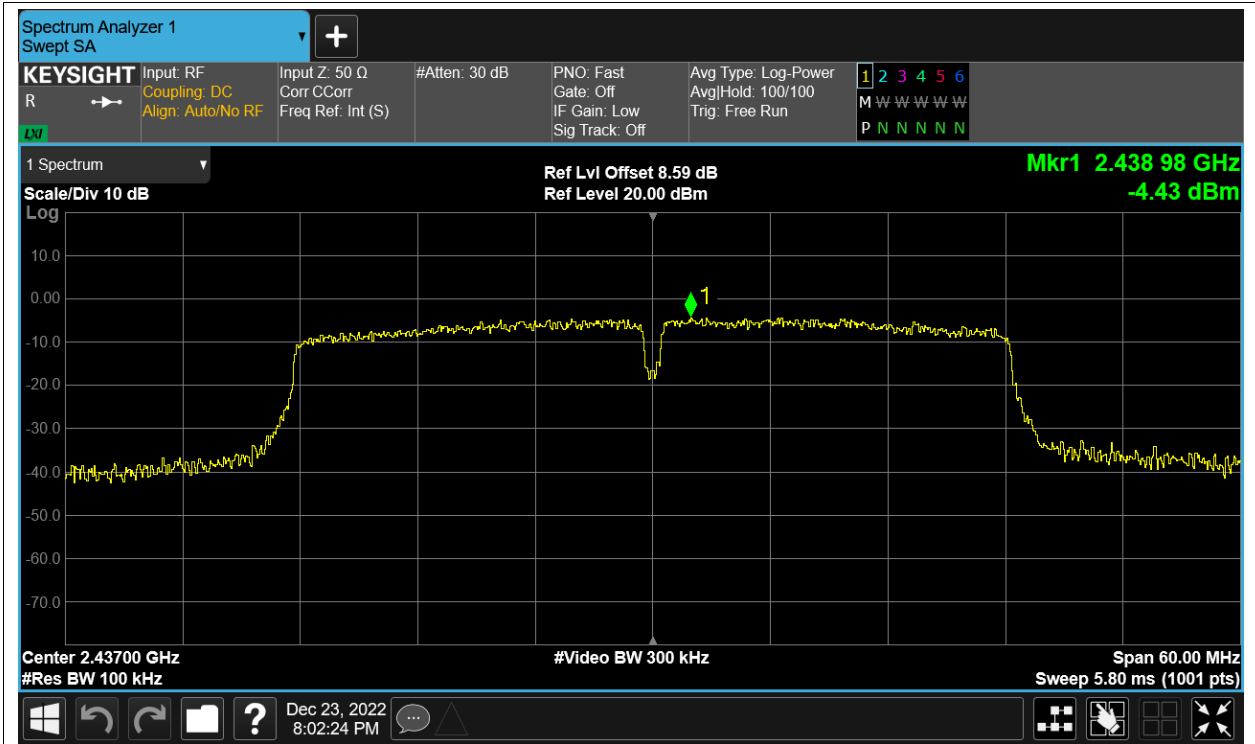 Spectrum Analyzer 1
Swept SA
KEYSIGHT
R
LXI
Input: RF
Coupling: DC
Align: Auto/No RF
Input Z: 50 Ω
Corr CCorr
Freq Ref: Int (S)
#Atten: 30 dB
PNO: Fast
Gate: Off
IF Gain: Low
Sig Track: Off
Avg Type: Log-Power
Avg|Hold: 100/100
Trig: Free Run
1 2 3 4 5 6
M W W W W W
P N N N N N
1 Spectrum
Scale/Div 10 dB
Log
Ref Lvl Offset 8.59 dB
Ref Level 20.00 dBm
Mkr1 2.438 98 GHz
-4.43 dBm
10.0
0.00
-10.0
-20.0
-30.0
-40.0
-50.0
-60.0
-70.0
1
Center 2.43700 GHz
#Res BW 100 kHz
#Video BW 300 kHz
Span 60.00 MHz
Sweep 5.80 ms (1001 pts)
?
Dec 23, 2022
8:02:24 PM